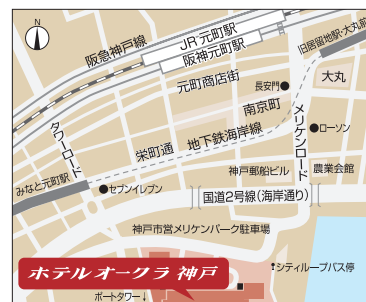 N
阪急神戸線
JR 元町駅
阪神元町駅
旧居留地駅・大丸前
元町商店街
長安門
大丸
南京町
タワーロード
メリケンロード
ローソン
栄町通
地下鉄海岸線
みなと元町駅
神戸郵船ビル
農業会館
セブンイレブン
国道2号線(海岸通り)
神戸市営メリケンパーク駐車場
ホテルオークラ 神戸
シティループバス停
ポートタワー↓